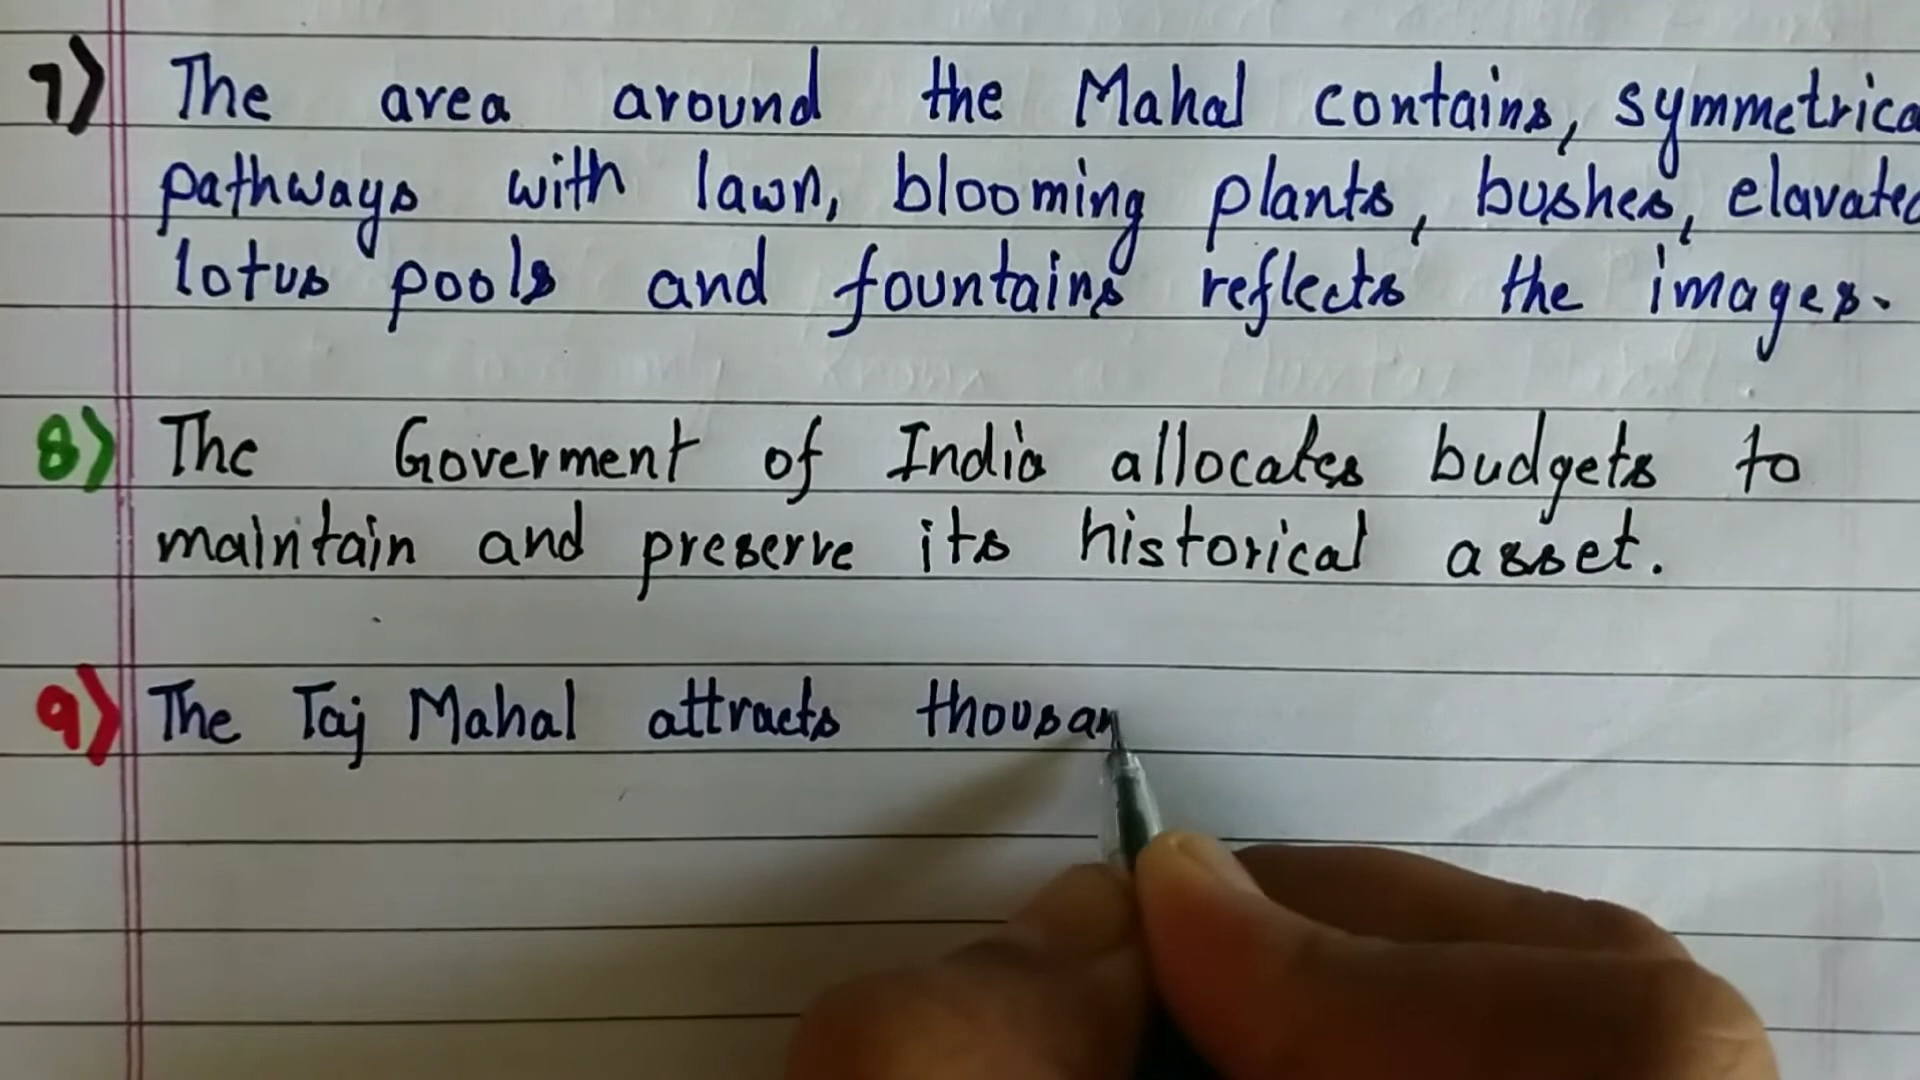 7) The area around the Mahal contains, symmetrica
pathways with lawn, blooming plants, bushes, elavated
lotus pools and fountains reflects the images.
8) The Goverment of India allocates budgets to
maintain and preserve its historical asset.
9) The Taj Mahal attracts thousan